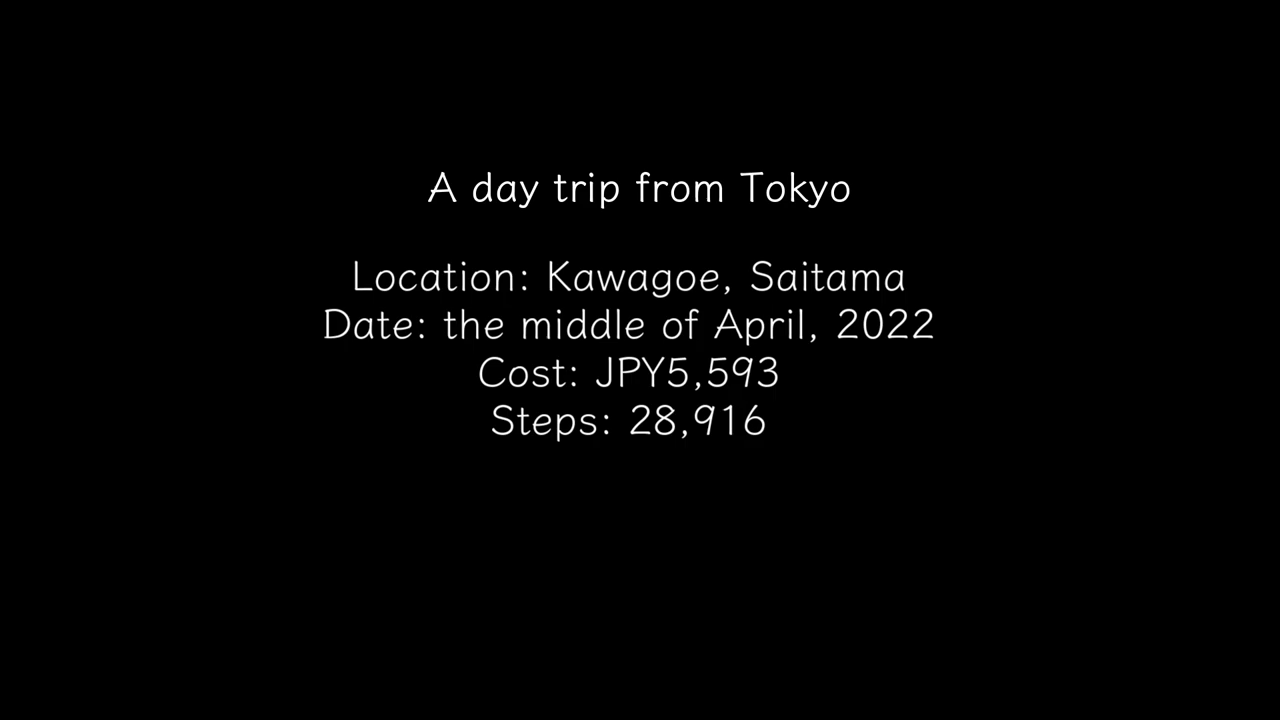 A day trip from Tokyo
Location: Kawagoe, Saitama
Date: the middle of April, 2022
Cost: JPY5,593
Steps: 28,916